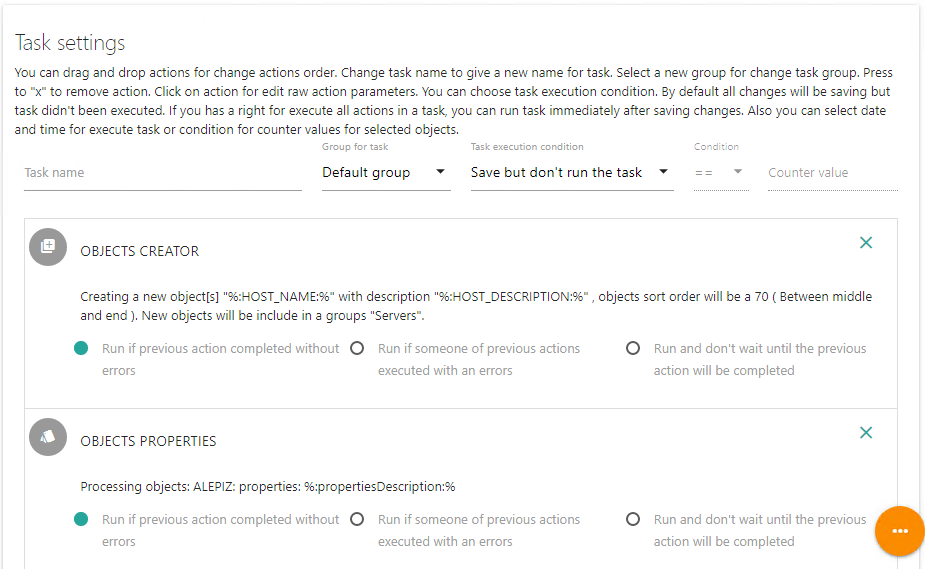 Task settings
You can drag and drop actions for change actions order. Change task name to give a new name for task. Select a new group for change task group. Press
to "x" to remove action. Click on action for edit raw action parameters. You can choose task execution condition. By default all changes will be saving but
task didn't been executed. If you has a right for execute all actions in a task, you can run task immediately after saving changes. Also you can select date
and time for execute task or condition for counter values for selected objects.
Group for task
Task execution condition
Condition
Task name
Default group
Save but don't run the task
==
Counter value
OBJECTS CREATOR
Creating a new object[s] "%:HOST_NAME:%" with description "%:HOST_DESCRIPTION:%" , objects sort order will be a 70 ( Between middle
and end ). New objects will be include in a groups "Servers".
Run if previous action completed without
errors
Run if someone of previous actions
executed with an errors
Run and don't wait until the previous
action will be completed
OBJECTS PROPERTIES
Processing objects: ALEPIZ: properties: %:propertiesDescription:%
Run if previous action completed without
errors
Run if someone of previous actions
executed with an errors
Run and don't wait until the previous
action will be completed